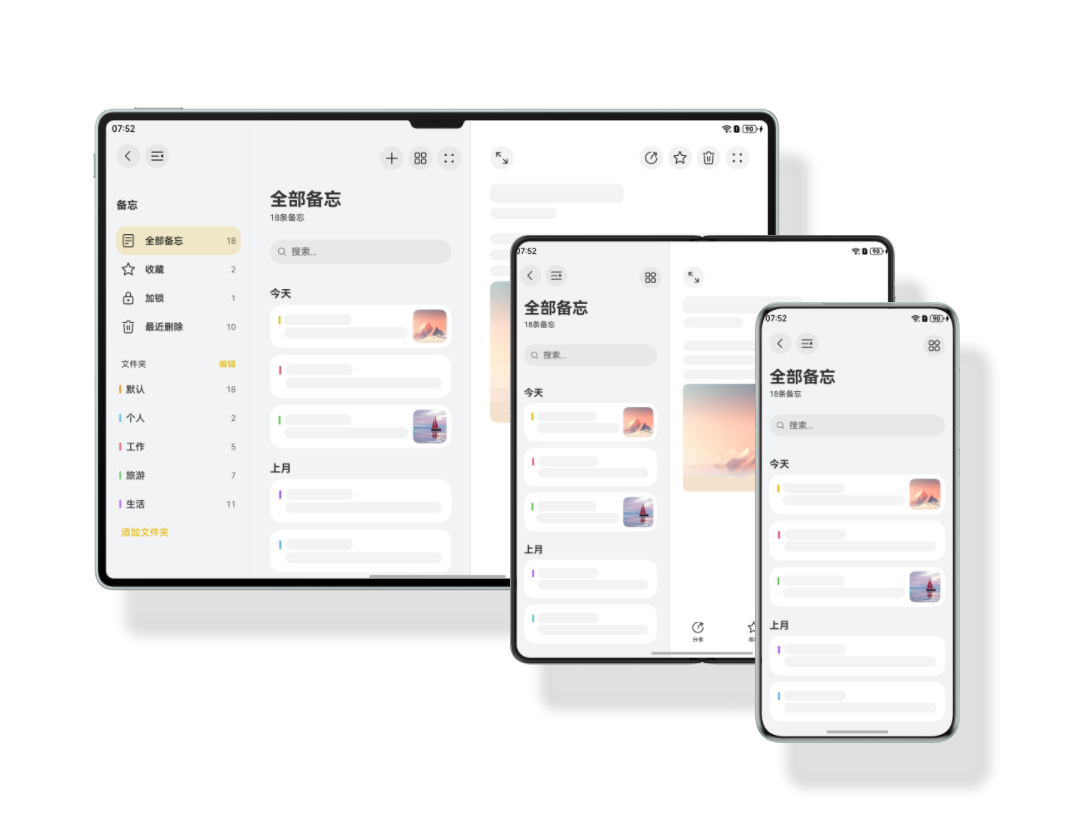 07:52
90
备忘
全部备忘 18
收藏 2
加锁 1
最近删除 10
文件夹 编辑
默认 18
个人 2
工作 5
旅游 7
生活 11
添加文件夹
全部备忘
18条备忘
搜索...
今天
上月
07:52
90
全部备忘
18条备忘
搜索...
今天
上月
分享
07:52
90
全部备忘
18条备忘
搜索...
今天
上月